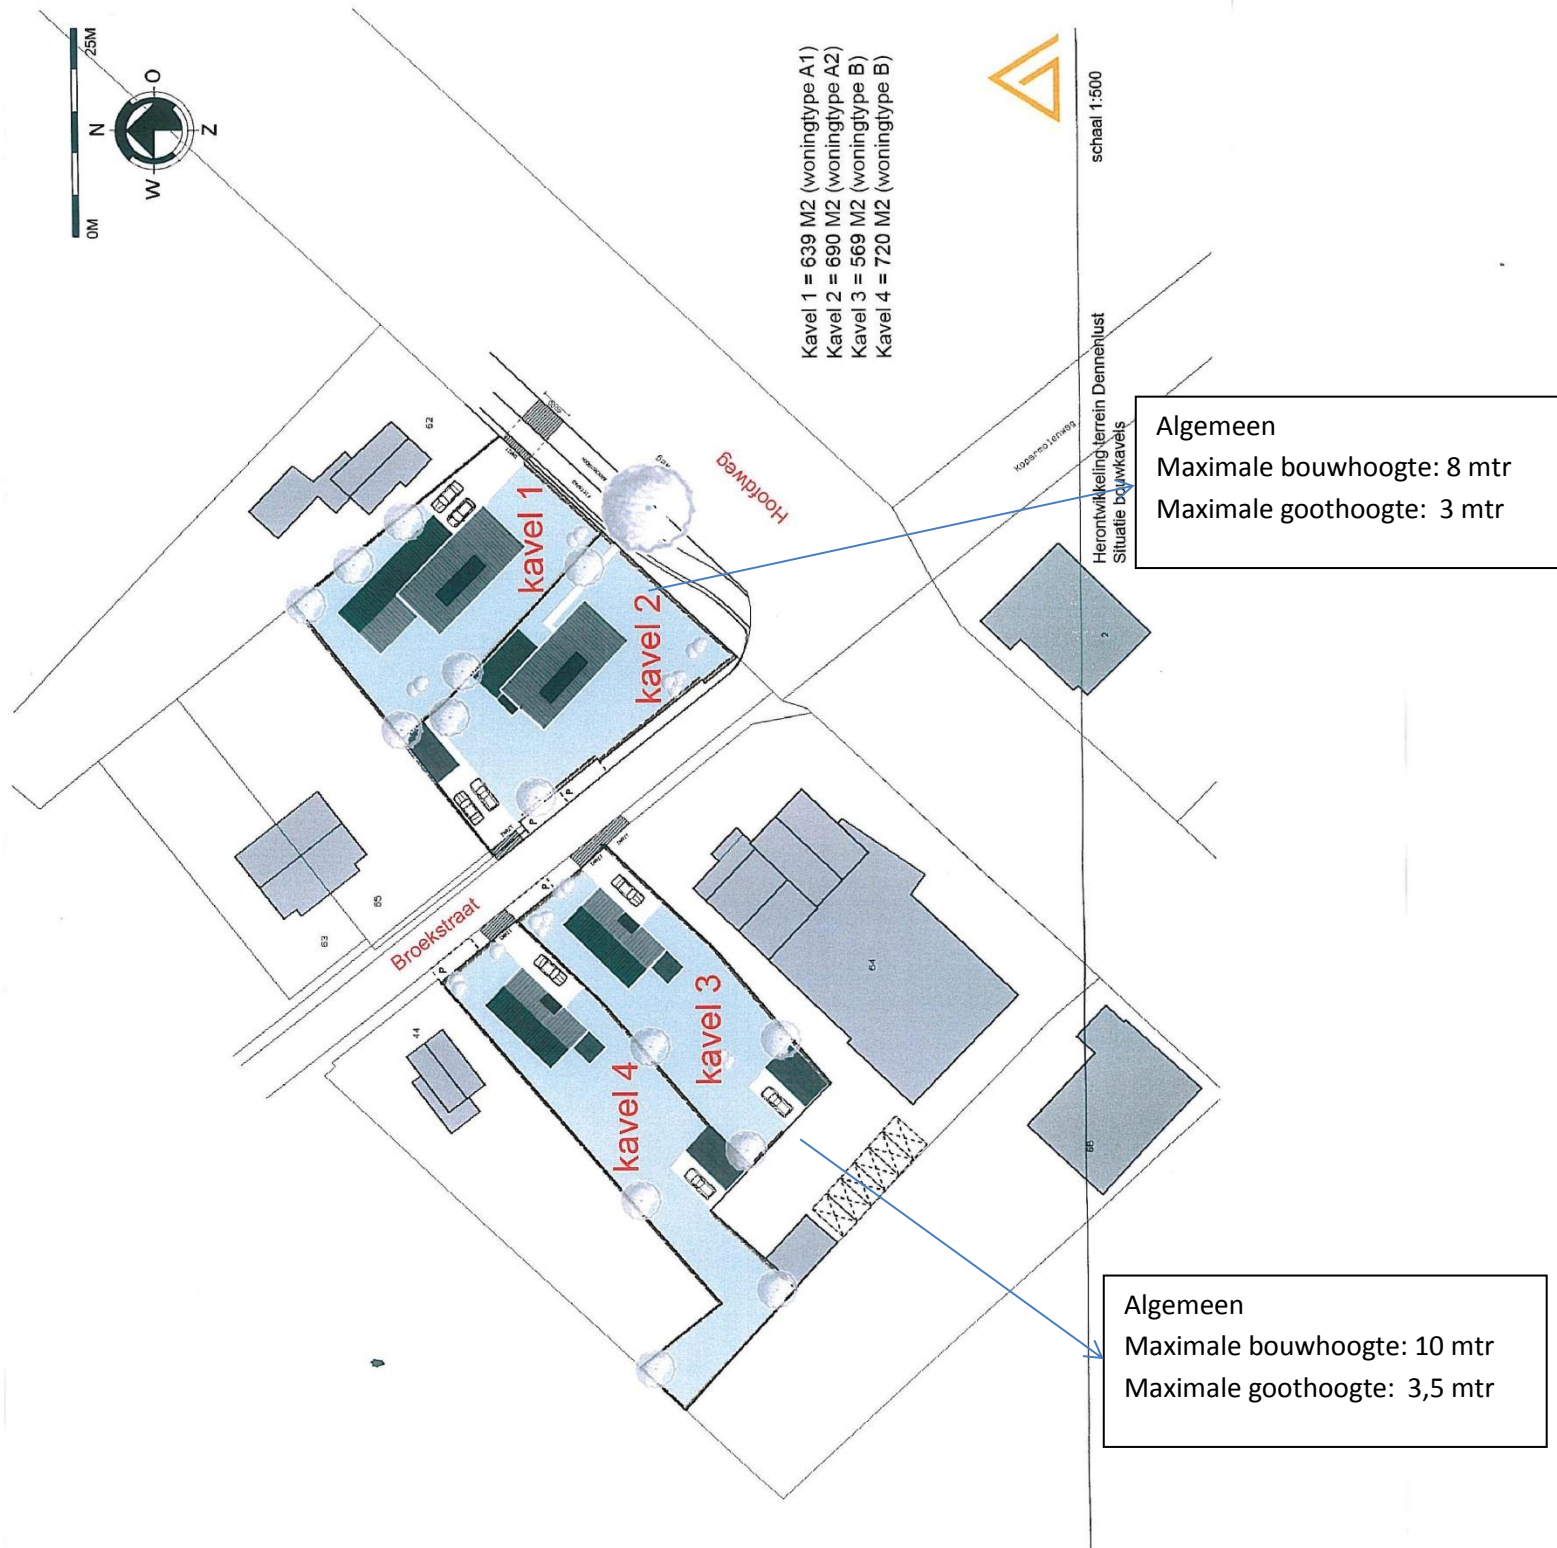 0M
25M
N
O
Z
W
Kavel 1 = 639 M2 (woningtype A1)
Kavel 2 = 690 M2 (woningtype A2)
Kavel 3 = 569 M2 (woningtype B)
Kavel 4 = 720 M2 (woningtype B)
schaal 1:500
Herontwikkeling terrein Dennenlust
Situatie bouwkavels
Algemeen
Maximale bouwhoogte: 8 mtr
Maximale goothoogte: 3 mtr
Hoofdweg
Kopermolenweg
62
kavel 1
kavel 2
2
63
65
Broekstraat
P
P
P
P
44
64
kavel 3
kavel 4
66
Algemeen
Maximale bouwhoogte: 10 mtr
Maximale goothoogte: 3,5 mtr